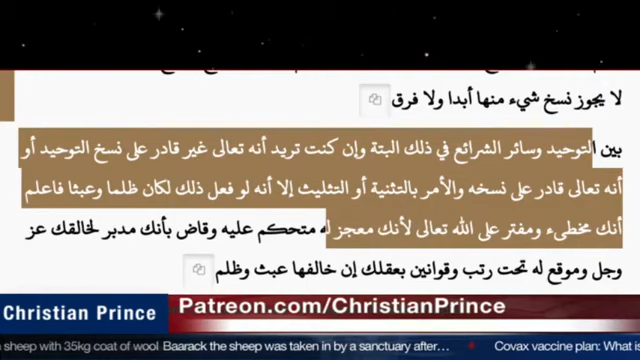 لا يجوز نسخ شيء منها أبدا ولا فرق
بين التوحيد وسائر الشرائع في ذلك البتة وإن كنت تريد أنه تعالى غير قادر على نسخ التوحيد أو
أنه تعالى قادر على نسخه والأمر بالتثنية أو التثليث إلا أنه لو فعل ذلك لكان ظلما وعبثا فاعلم
أنك مخطىء ومفتر على الله تعالى لأنك معجز له متحكم عليه وقاض بأنك مدبر لخالقك عز
وجل وموقع له تحت رتب وقوانين بعقلك إن خالفها عبث وظلم
Christian Prince
Patreon.com/ChristianPrince
sheep with 35kg coat of wool Baarack the sheep was taken in by a sanctuary after... Covax vaccine plan: What is